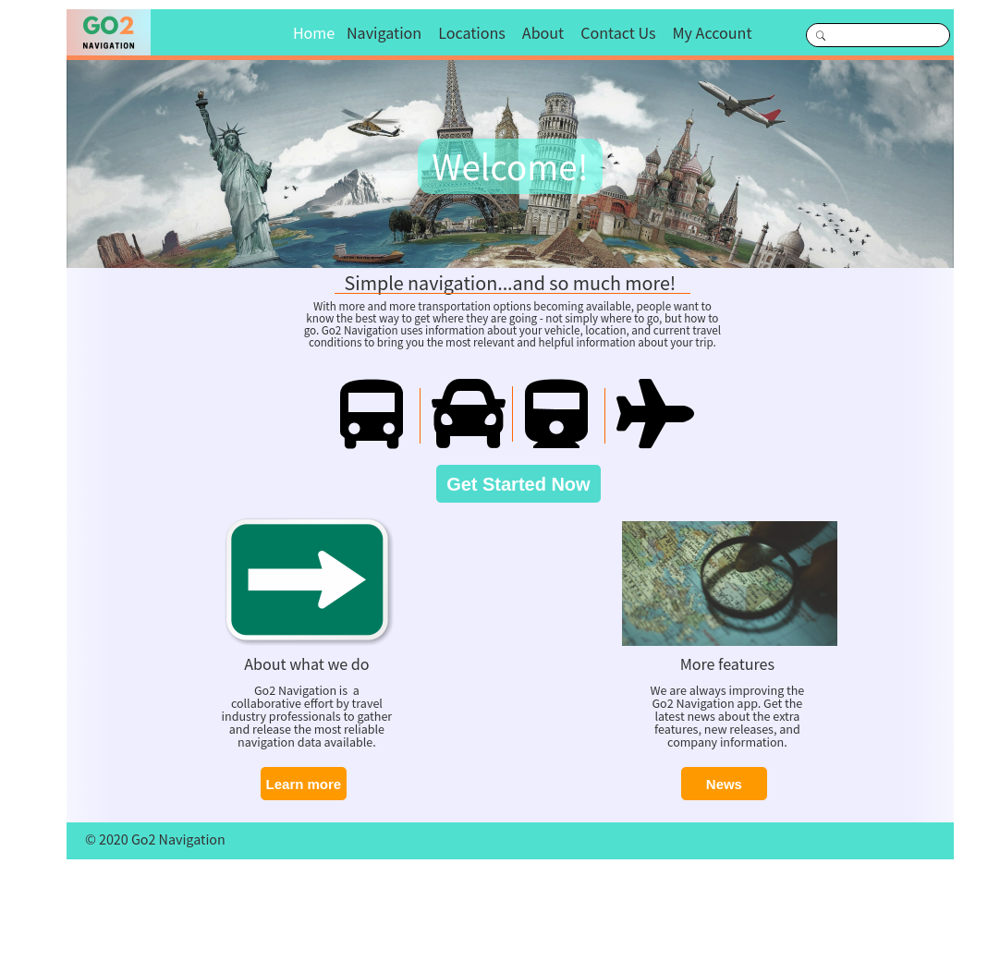 GO2
NAVIGATION
Home Navigation Locations About Contact Us My Account
Welcome!
Simple navigation...and so much more!
With more and more transportation options becoming available, people want to
know the best way to get where they are going - not simply where to go, but how to
go. Go2 Navigation uses information about your vehicle, location, and current travel
conditions to bring you the most relevant and helpful information about your trip.
Get Started Now
About what we do
Go2 Navigation is  a
collaborative effort by travel
industry professionals to gather
and release the most reliable
navigation data available.
Learn more
More features
We are always improving the
Go2 Navigation app. Get the
latest news about the extra
features, new releases, and
company information.
News
© 2020 Go2 Navigation